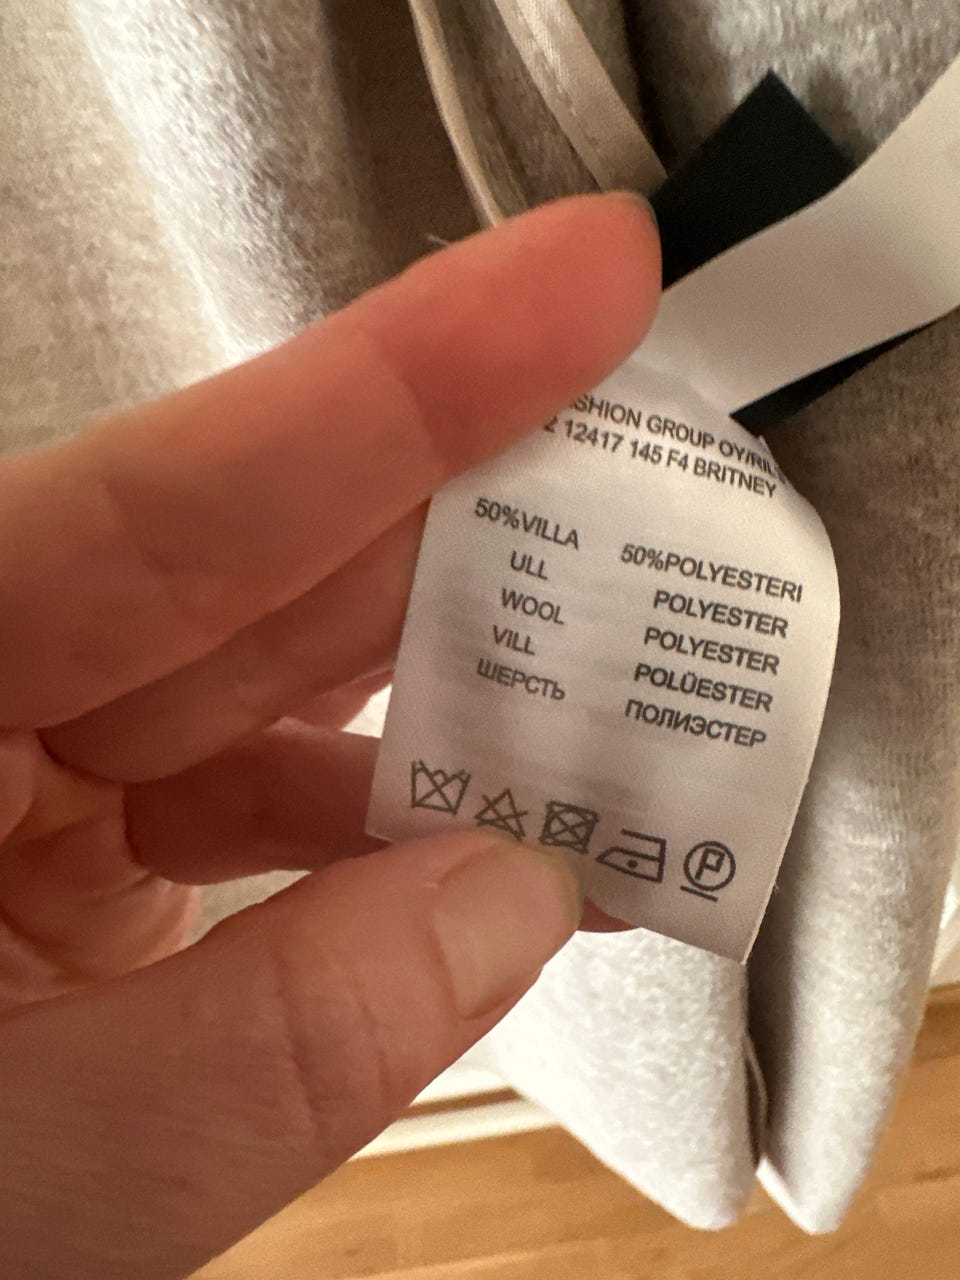 SHION GROUP OY/RI
2 12417 145 F4 BRITNEY
50%VILLA 50%POLYESTERI
ULL POLYESTER
WOOL POLYESTER
VILL POLÜESTER
ШЕРСТЬ ПОЛИЭСТЕР
P